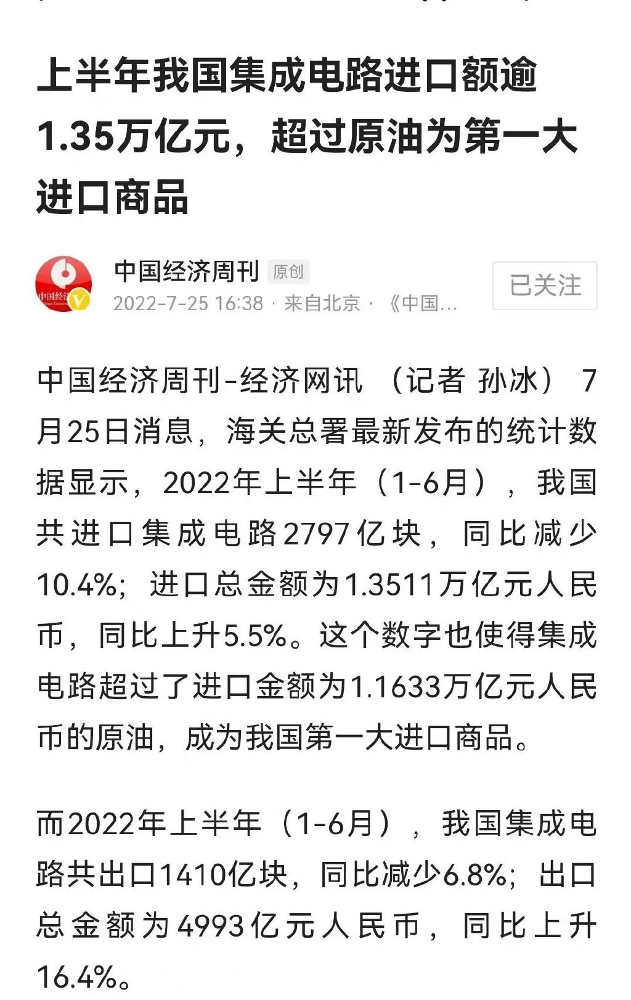 上半年我国集成电路进口额逾
1.35万亿元，超过原油为第一大
进口商品
中国经济周刊 原创
已关注
2022-7-25 16:38 · 来自北京 · 《中国...
中国经济周刊-经济网讯 （记者 孙冰） 7
月25日消息，海关总署最新发布的统计数
据显示，2022年上半年（1-6月），我国
共进口集成电路2797亿块，同比减少
10.4%；进口总金额为1.3511万亿元人民
币，同比上升5.5%。这个数字也使得集成
电路超过了进口金额为1.1633万亿元人民
币的原油，成为我国第一大进口商品。
而2022年上半年（1-6月），我国集成电
路共出口1410亿块，同比减少6.8%；出口
总金额为4993亿元人民币，同比上升
16.4%。